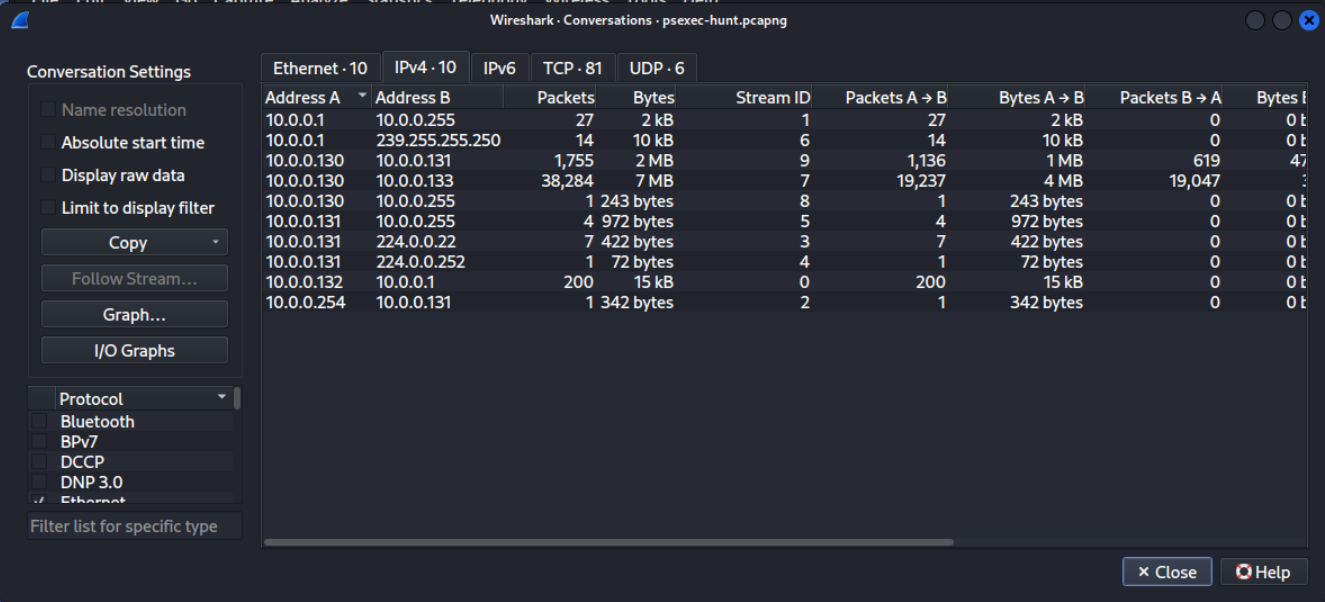 Wireshark · Conversations · psexec-hunt.pcapng
Conversation Settings
Name resolution
Absolute start time
Display raw data
Limit to display filter
Copy
Follow Stream...
Graph...
I/O Graphs
Protocol
Bluetooth
BPv7
DCCP
DNP 3.0
Ethernet
Filter list for specific type
Ethernet · 10 IPv4 · 10 IPv6 TCP · 81 UDP · 6
Address A Address B Packets Bytes Stream ID Packets A → B Bytes A → B Packets B → A Bytes
10.0.0.1 10.0.0.255 27 2 kB 1 27 2 kB 0 0
10.0.0.1 239.255.255.250 14 10 kB 6 14 10 kB 0 0
10.0.0.130 10.0.0.131 1,755 2 MB 9 1,136 1 MB 619 47
10.0.0.130 10.0.0.133 38,284 7 MB 7 19,237 4 MB 19,047
10.0.0.130 10.0.0.255 1 243 bytes 8 1 243 bytes 0 0
10.0.0.131 10.0.0.255 4 972 bytes 5 4 972 bytes 0 0
10.0.0.131 224.0.0.22 7 422 bytes 3 7 422 bytes 0 0
10.0.0.131 224.0.0.252 1 72 bytes 4 1 72 bytes 0 0
10.0.0.132 10.0.0.1 200 15 kB 0 200 15 kB 0 0
10.0.0.254 10.0.0.131 1 342 bytes 2 1 342 bytes 0 0
Close Help